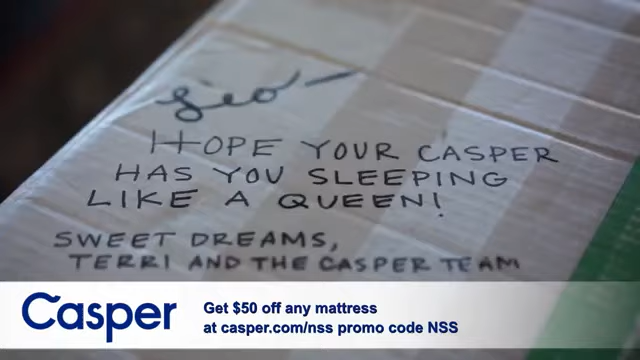 Geo –
HOPE YOUR CASPER
HAS YOU SLEEPING
LIKE A QUEEN!
SWEET DREAMS,
TERRI AND THE CASPER TEAM
Casper
Get $50 off any mattress
at casper.com/nss promo code NSS